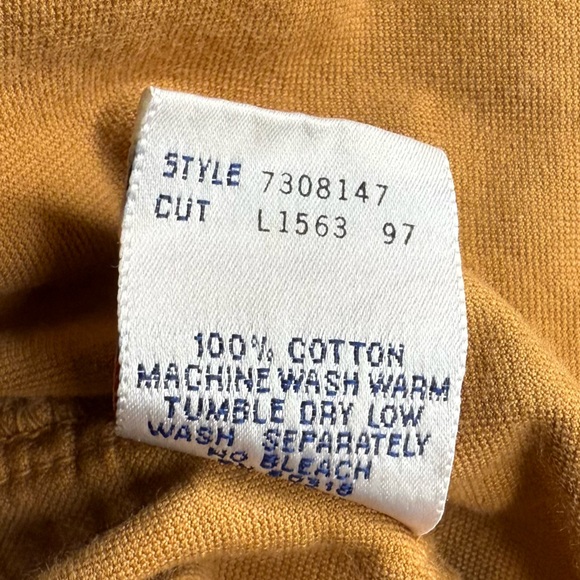 STYLE 7308147
CUT L1563 97
100% COTTON
MACHINE WASH WARM
TUMBLE DRY LOW
WASH SEPARATELY
NO BLEACH